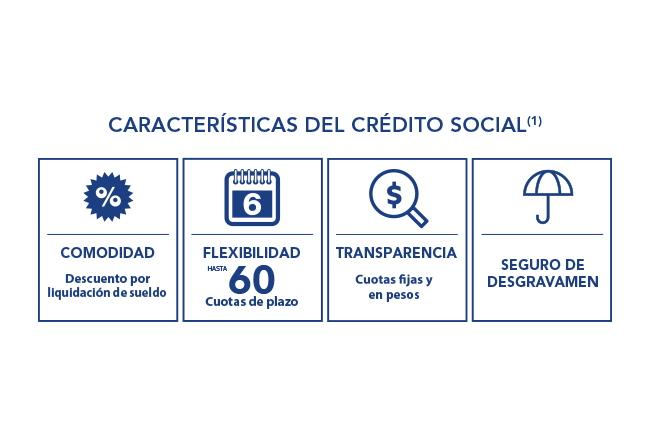 CARACTERÍSTICAS DEL CRÉDITO SOCIAL(1)
%
COMODIDAD
Descuento por
liquidación de sueldo
6
FLEXIBILIDAD
HASTA 60
Cuotas de plazo
$
TRANSPARENCIA
Cuotas fijas y
en pesos
SEGURO DE
DESGRAVAMEN